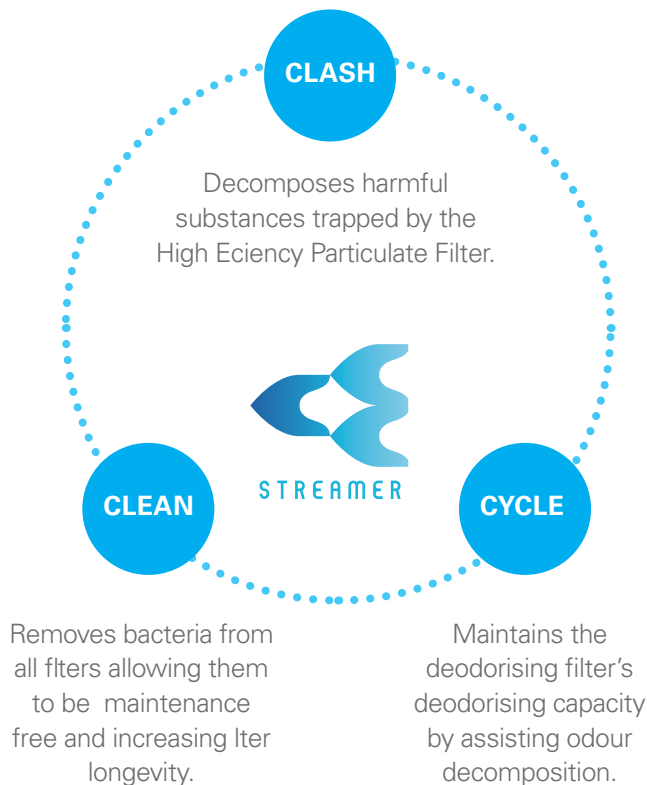 CLASH
Decomposes harmful
substances trapped by the
High Eciency Particulate Filter.
STREAMER
CLEAN
CYCLE
Removes bacteria from
all flters allowing them
to be maintenance
free and increasing lter
longevity.
Maintains the
deodorising filter's
deodorising capacity
by assisting odour
decomposition.